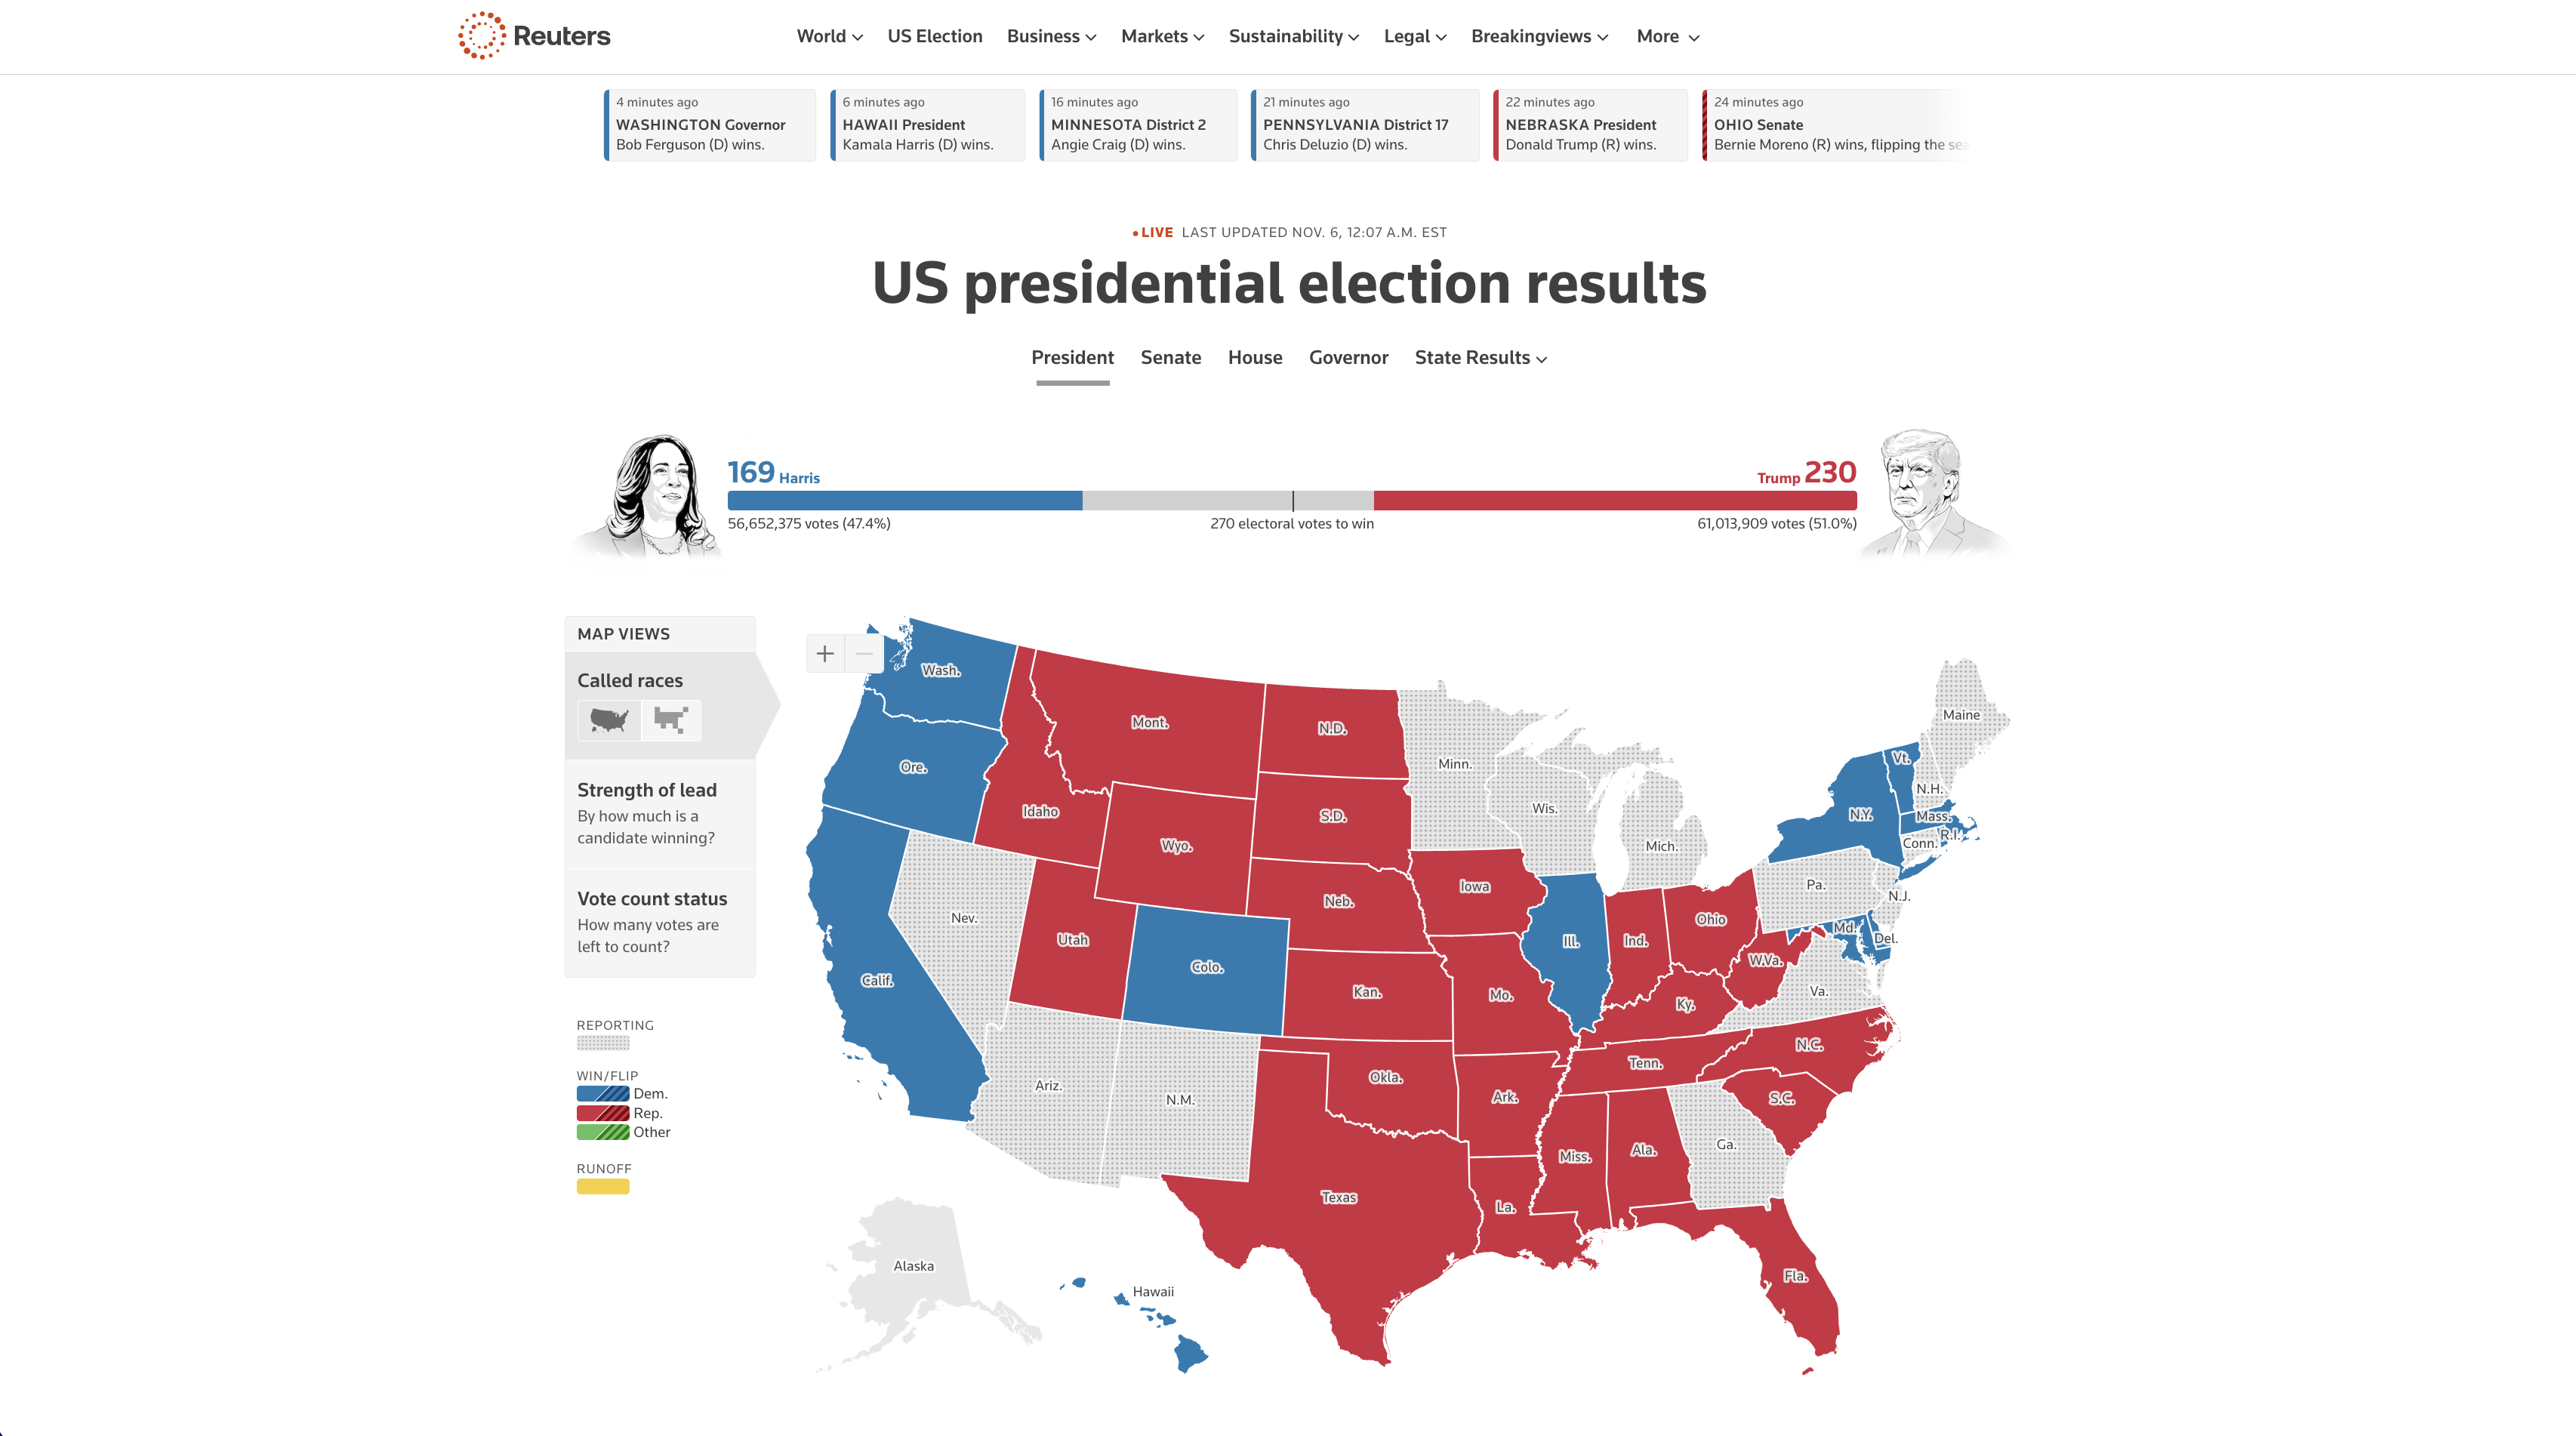 Reuters
World
US Election
Business
Markets
Sustainability
Legal
Breakingviews
More
4 minutes ago
WASHINGTON Governor
Bob Ferguson (D) wins.
6 minutes ago
HAWAII President
Kamala Harris (D) wins.
16 minutes ago
MINNESOTA District 2
Angie Craig (D) wins.
21 minutes ago
PENNSYLVANIA District 17
Chris Deluzio (D) wins.
22 minutes ago
NEBRASKA President
Donald Trump (R) wins.
24 minutes ago
OHIO Senate
Bernie Moreno (R) wins, flipping the sea
LIVE LAST UPDATED NOV. 6, 12:07 A.M. EST
US presidential election results
President
Senate
House
Governor
State Results
169 Harris
Trump 230
56,652,375 votes (47.4%)
270 electoral votes to win
61,013,909 votes (51.0%)
MAP VIEWS
Called races
Strength of lead
By how much is a
candidate winning?
Vote count status
How many votes are
left to count?
REPORTING
WIN/FLIP
Dem.
Rep.
Other
RUNOFF
+
−
Wash.
Mont.
N.D.
Minn.
Maine
Ore.
Idaho
S.D.
Wis.
Mich.
Vt.
N.H.
N.Y.
Mass.
R.I.
Conn.
Wyo.
Iowa
Neb.
Pa.
N.J.
Nev.
Utah
Colo.
Ill.
Ind.
Ohio
Md.
Del.
W.Va.
Calif.
Kan.
Mo.
Ky.
Va.
Ariz.
N.M.
Okla.
Ark.
Tenn.
N.C.
S.C.
Miss.
Ala.
Ga.
Texas
La.
Fla.
Alaska
Hawaii